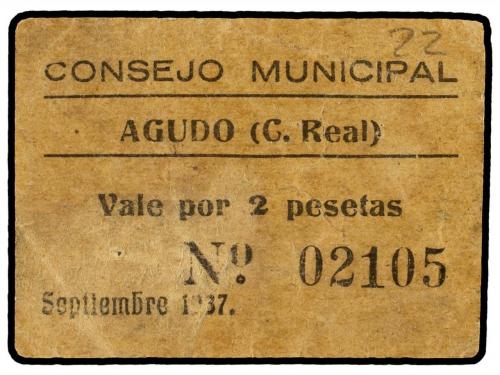 22
CONSEJO MUNICIPAL
AGUDO (C. Real)
Vale por 2 pesetas
Nº 02105
Septiembre 1937.